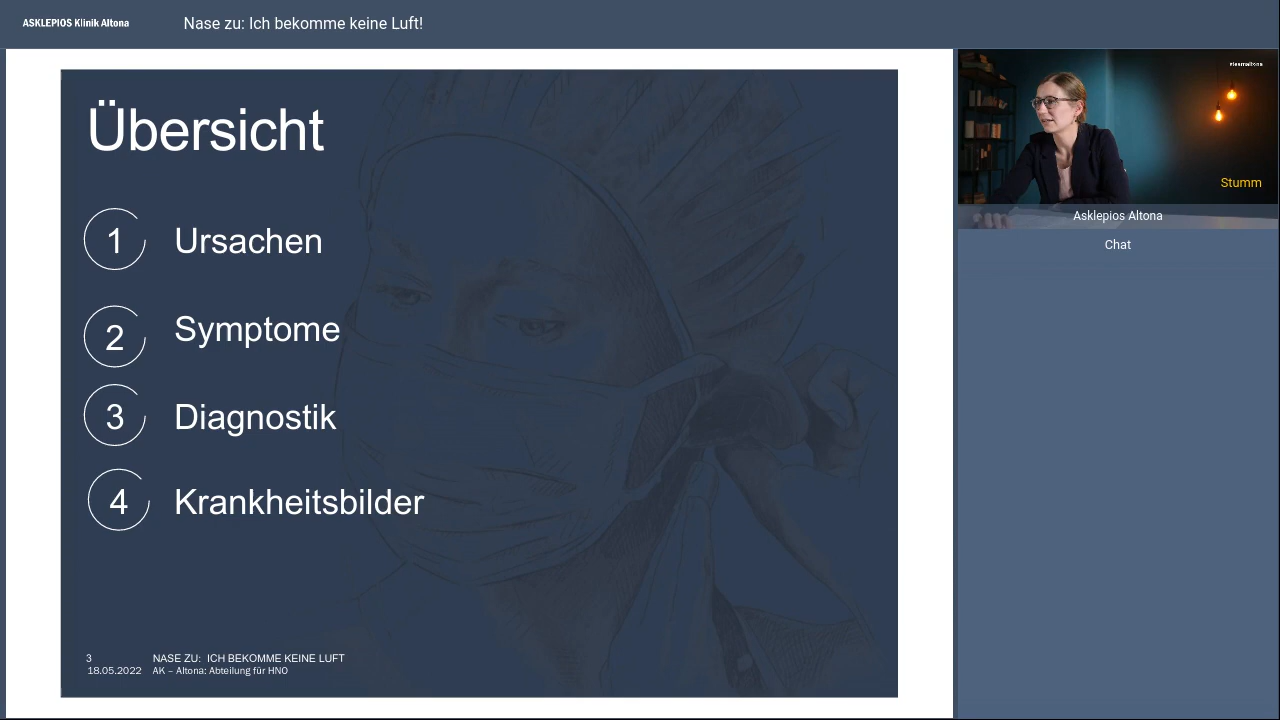 ASKLEPIOS Klinik Altona
Nase zu: Ich bekomme keine Luft!
Übersicht
1 Ursachen
2 Symptome
3 Diagnostik
4 Krankheitsbilder
3 NASE ZU: ICH BEKOMME KEINE LUFT
18.05.2022 AK – Altona: Abteilung für HNO
#teamaltona
Stumm
Asklepios Altona
Chat